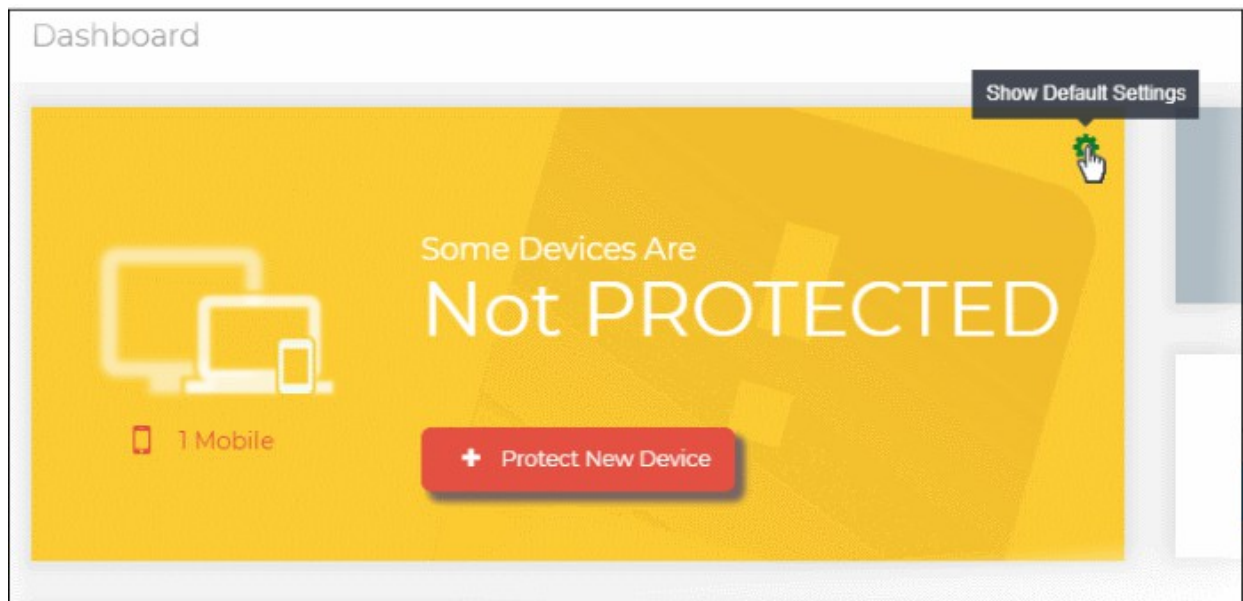 Dashboard
Show Default Settings
Some Devices Are
Not PROTECTED
1 Mobile
+ Protect New Device